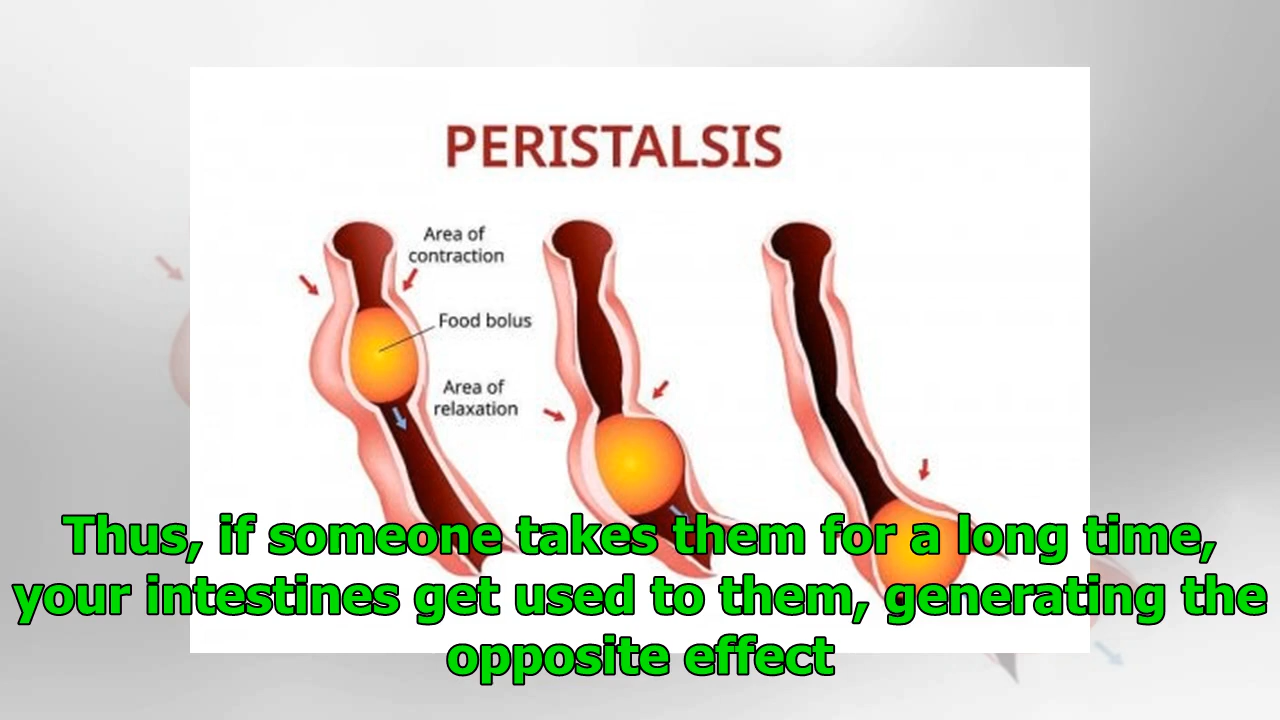 PERISTALSIS
Area of
contraction
Food bolus
Area of
relaxation
Thus, if someone takes them for a long time,
your intestines get used to them, generating the
opposite effect